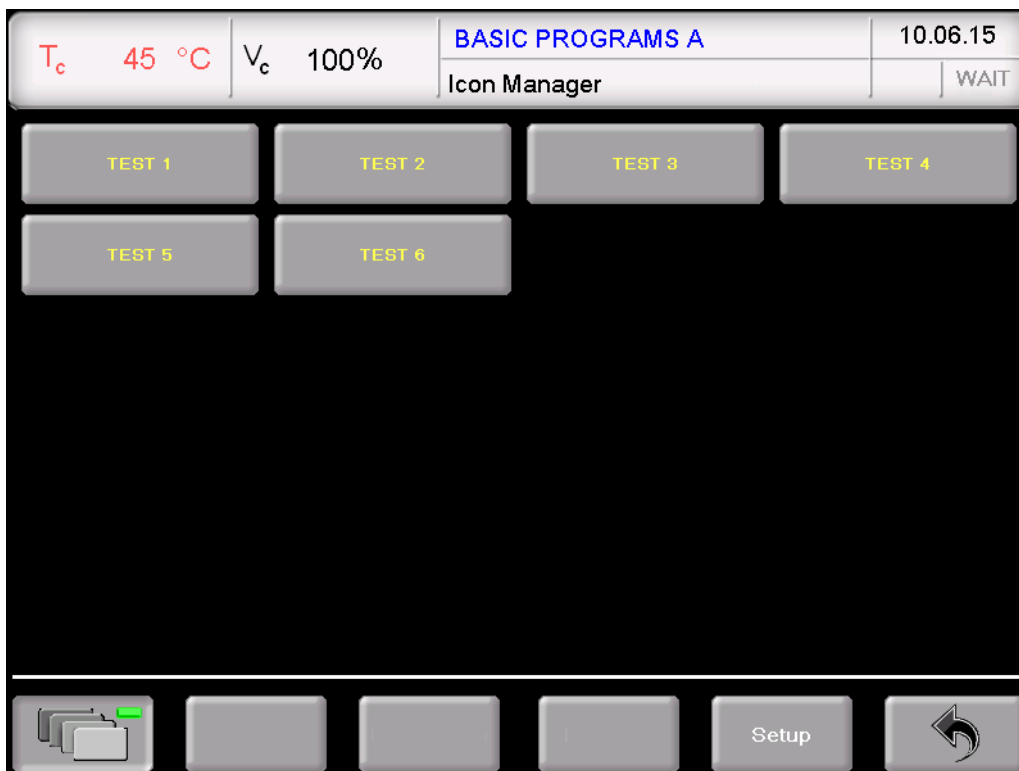 Tc 45 °C Vc 100% BASIC PROGRAMS A 10.06.15
Icon Manager WAIT
TEST 1 TEST 2 TEST 3 TEST 4
TEST 5 TEST 6
Setup